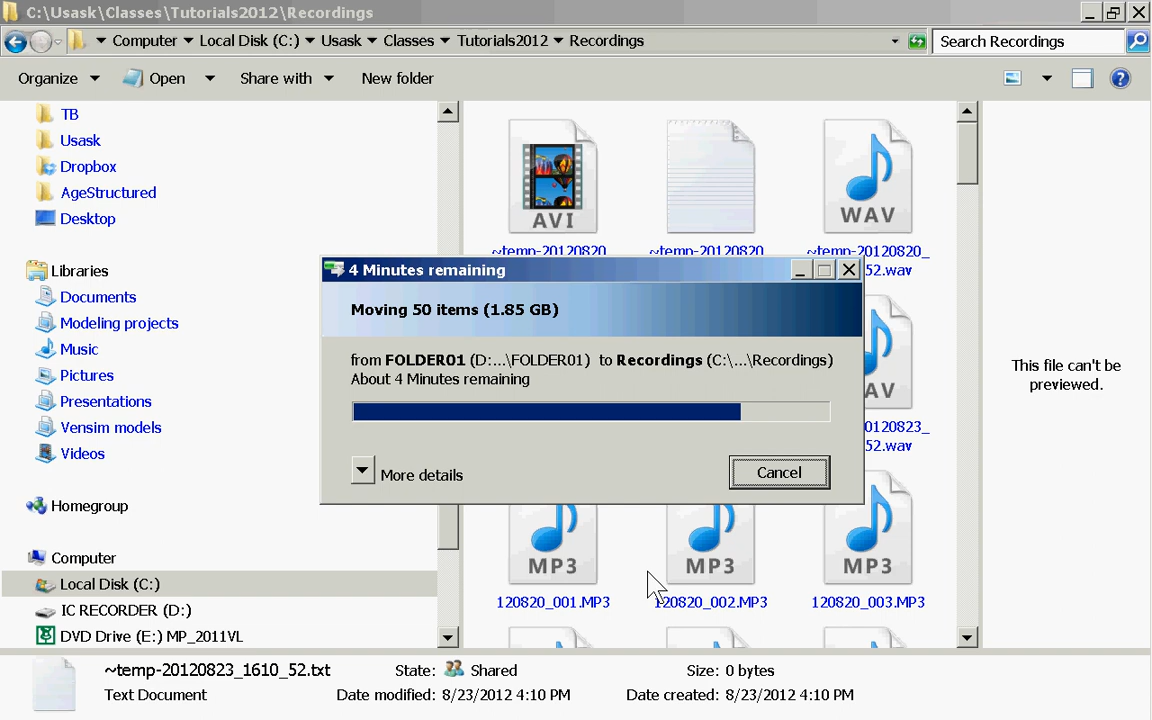 C:\Usask\Classes\Tutorials2012\Recordings
Computer Local Disk (C:) Usask Classes Tutorials2012 Recordings
Search Recordings
Organize Open Share with New folder
TB
Usask
Dropbox
AgeStructured
Desktop
Libraries
Documents
Modeling projects
Music
Pictures
Presentations
Vensim models
Videos
Homegroup
Computer
Local Disk (C:)
IC RECORDER (D:)
DVD Drive (E:) MP_2011VL
AVI
WAV
~temp-20120820 ~temp-20120820 ~temp-20120820_
52.wav
4 Minutes remaining
Moving 50 items (1.85 GB)
from FOLDER01 (D:...\FOLDER01) to Recordings (C:\...\Recordings)
About 4 Minutes remaining
More details
Cancel
AV
0120823_
52.wav
MP3 MP3 MP3
120820_001.MP3 120820_002.MP3 120820_003.MP3
This file can't be
previewed.
~temp-20120823_1610_52.txt State: Shared Size: 0 bytes
Text Document Date modified: 8/23/2012 4:10 PM Date created: 8/23/2012 4:10 PM